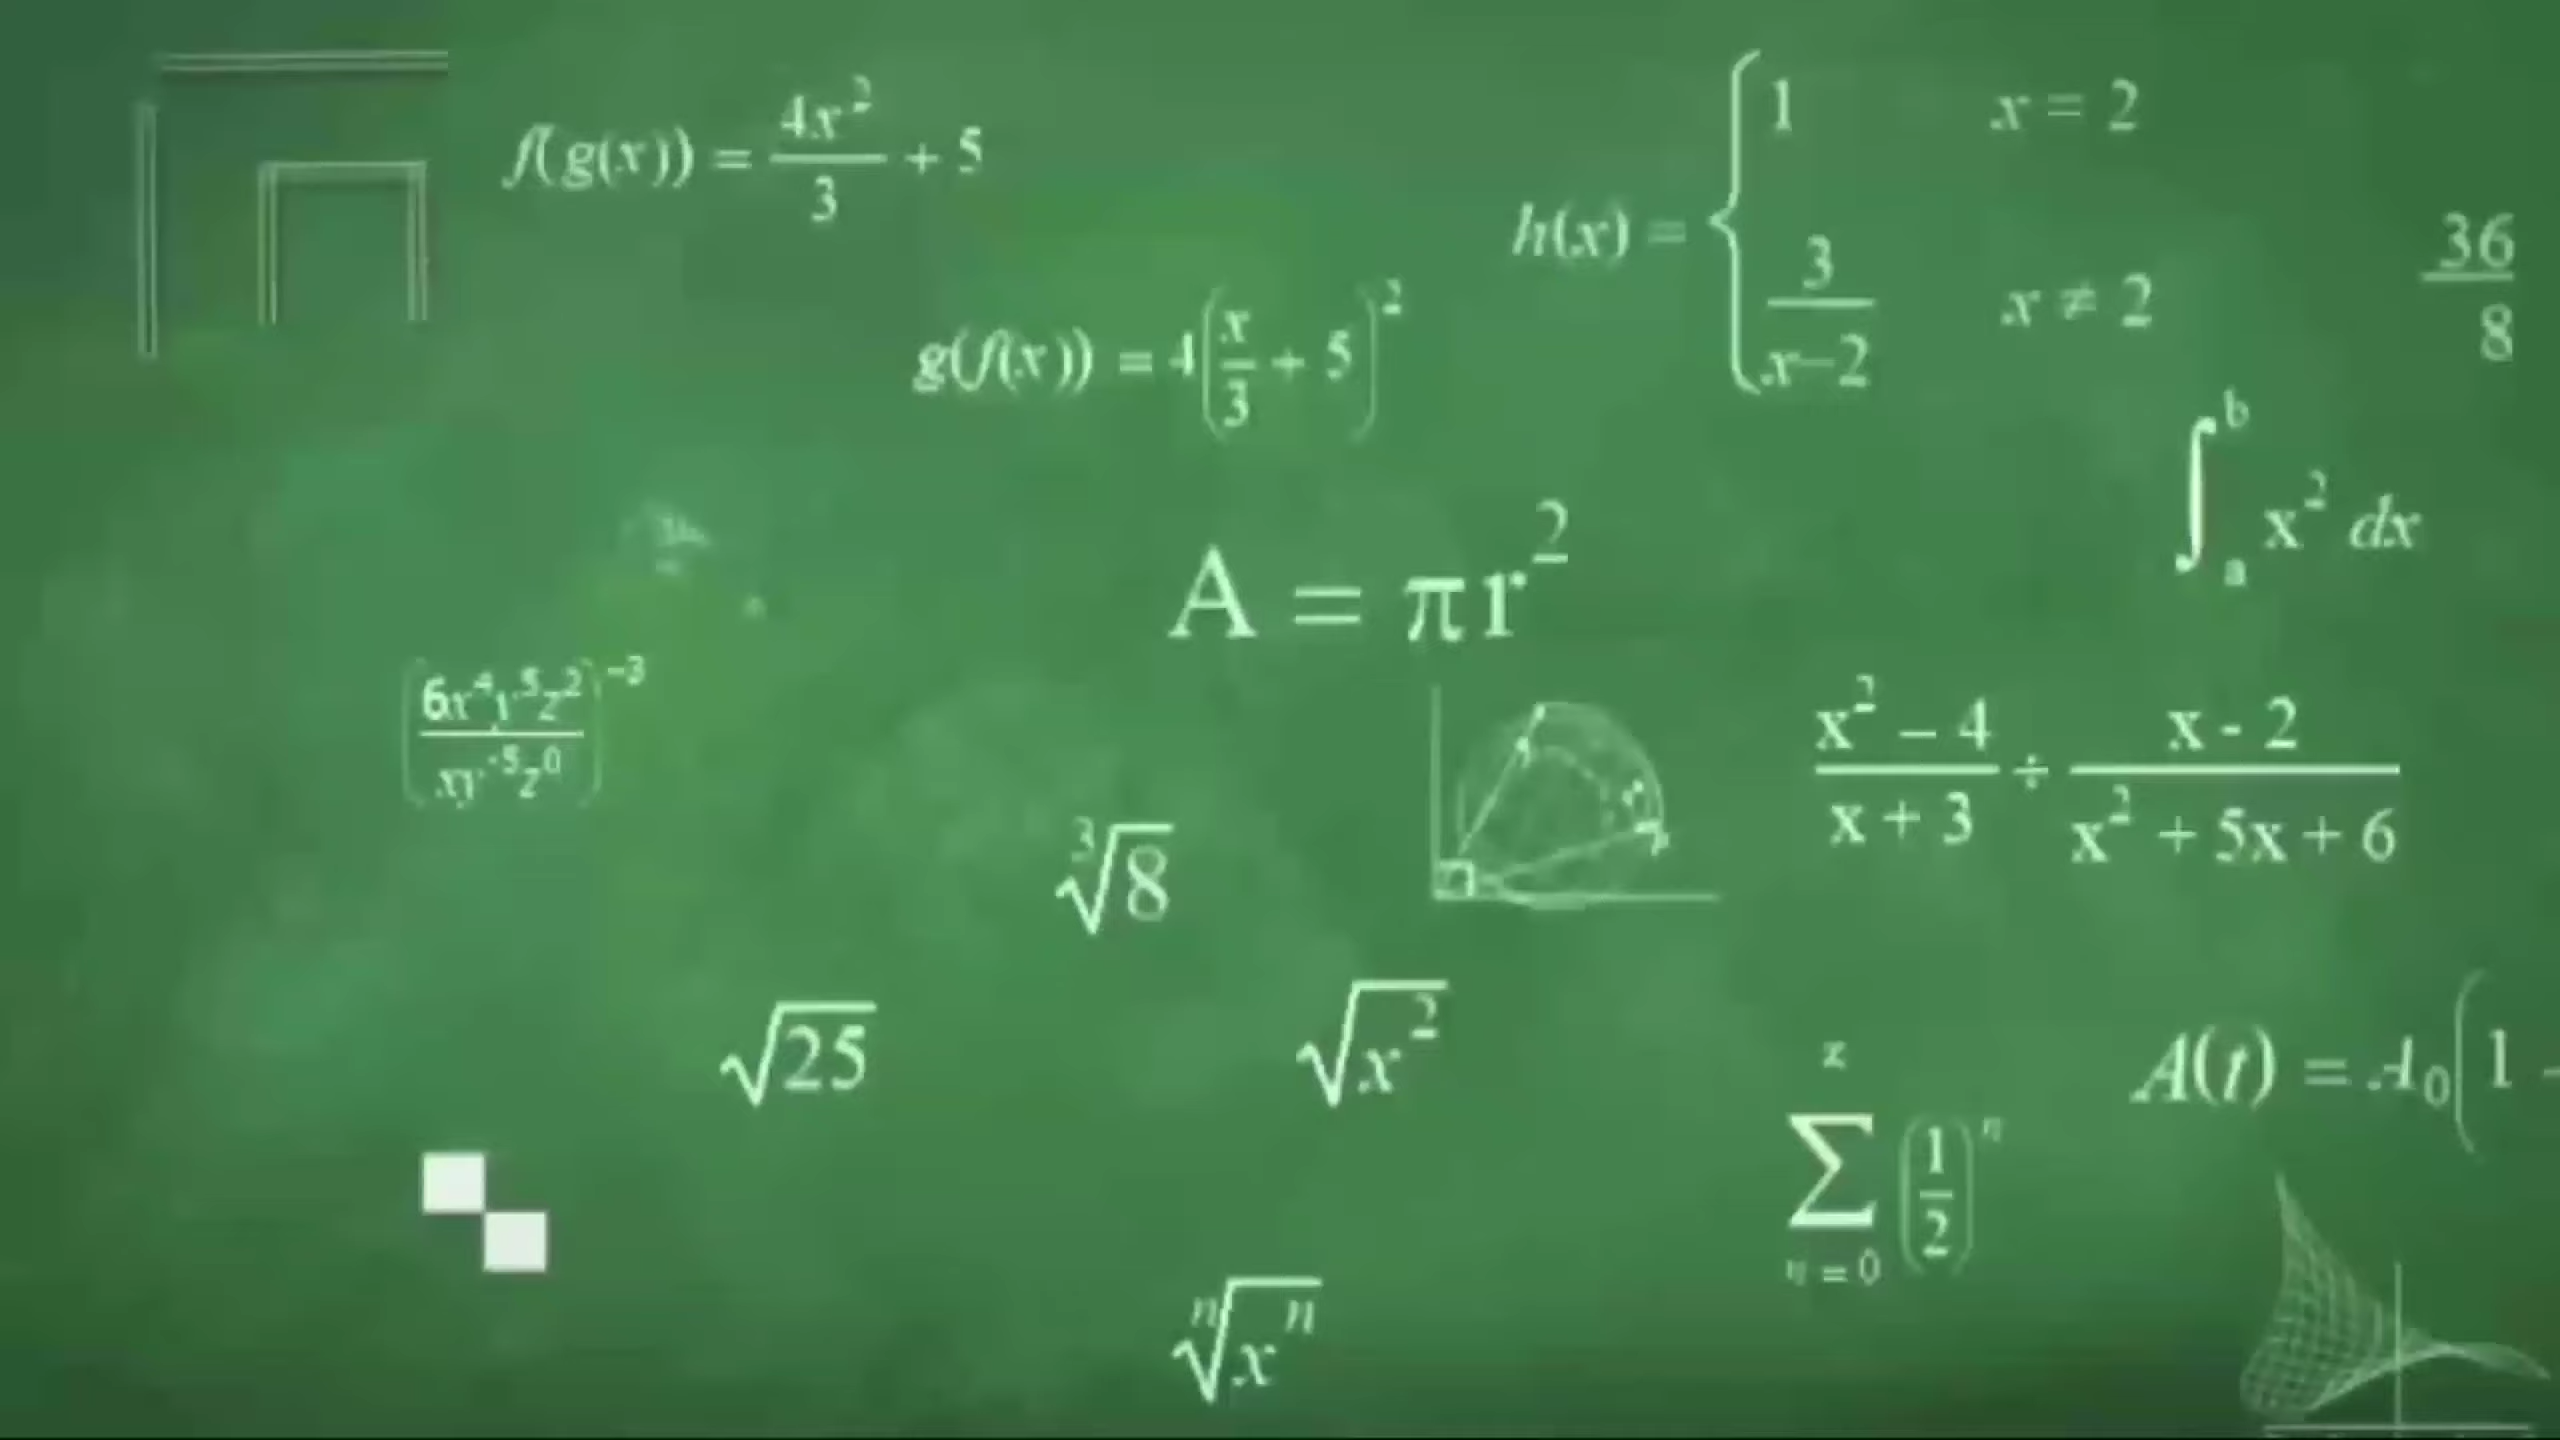 f(g(x)) = 4x²/3 + 5
h(x) = { 1 x = 2
3/(x−2) x ≠ 2
36/8
g(f(x)) = 4(x/3 + 5)²
∫ₐᵇ x² dx
A = πr²
(6x⁴y⁵z²/xy⁻⁵z⁰)⁻³
(x² – 4)/(x + 3) ÷ (x - 2)/(x² + 5x + 6)
³√8
√25
√x²
A(t) = A₀(1 -
z
∑ (1/2)ⁿ
n = 0
ⁿ√xⁿ